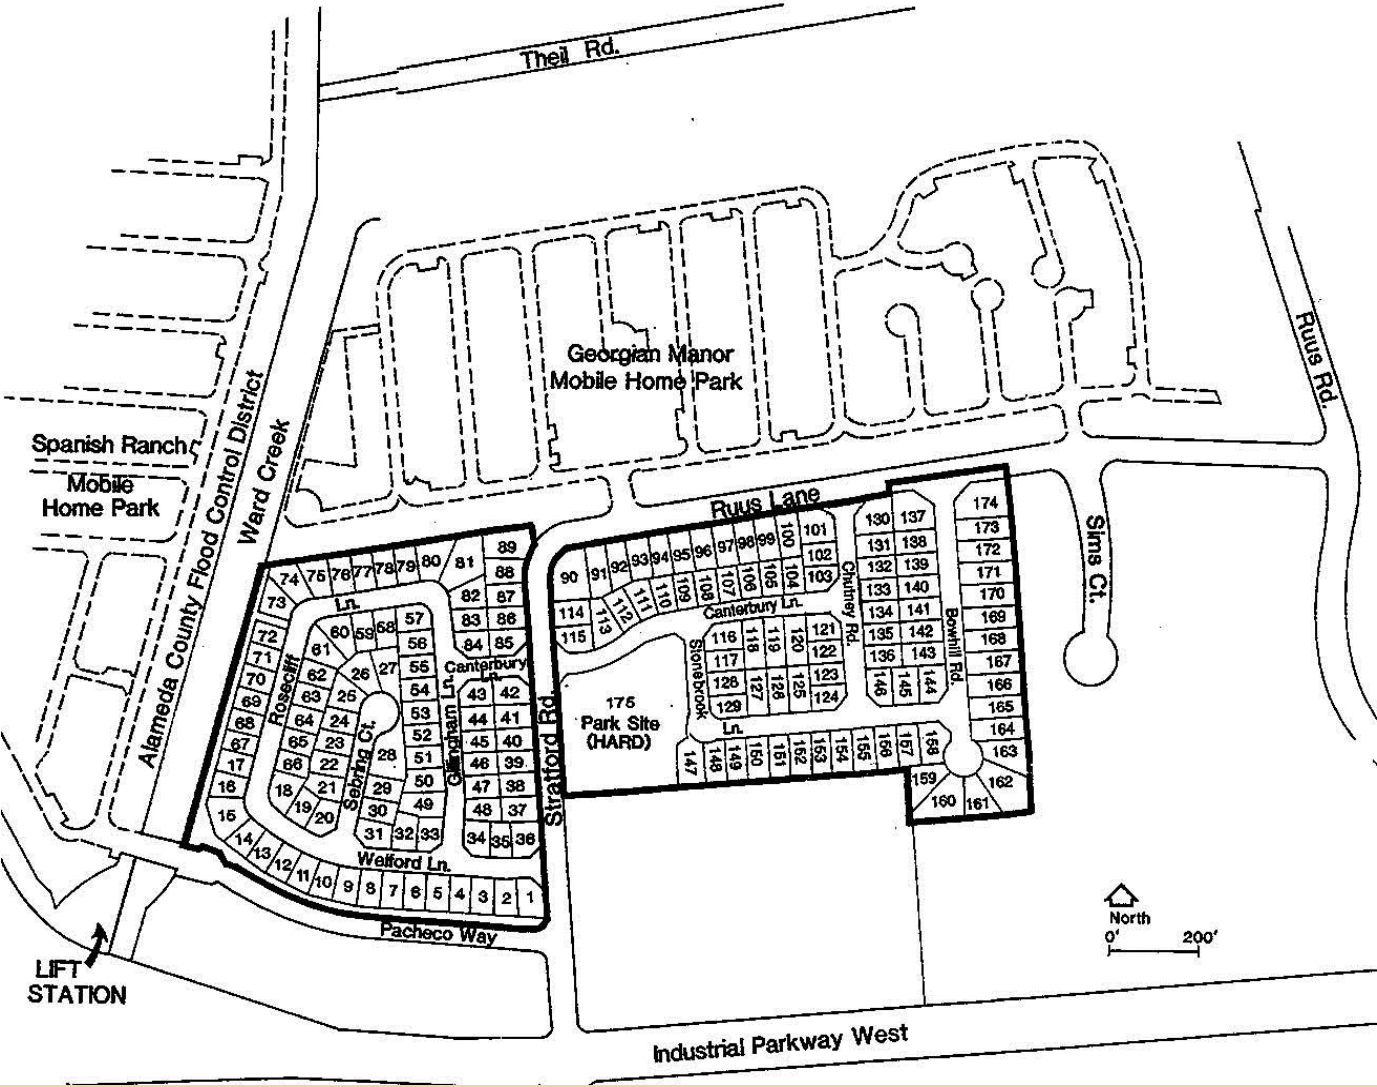 Theil Rd.
Georgian Manor
Mobile Home Park
Ruus Rd.
Spanish Ranch
Mobile
Home Park
Alameda County Flood Control District
Ward Creek
Ruus Lane
Sims Ct.
74 75 76 77 78 79 80 81 89
88
73 82 87
83 86
84 85
72
71
70
69
68
67
17
16
15
14 13 12 11 10 9 8 7 6 5 4 3 2 1
Rosecliff
Ln.
61 60 59 58 57
56
55
54
53
52
51
50
49
62
63
64
65
66
26 27
25
24
23
22
21
18 19 20
Sebring Ct.
28
29
30
31 32 33
Gillingham Ln.
Canterbury
Ln.
43 42
44 41
45 40
46 39
47 38
48 37
34 35 36
Welford Ln.
Pacheco Way
Stratford Rd.
90 91 92 93 94 95 96 97 98 99 100 101
102
103
114 113 112 111 110 109 108 107 106 105 104
115
Canterbury Ln.
Chutney Rd.
130 137
131 138
132 139
133 140
134 141
135 142
136 143
146 145 144
Bowhill Rd.
174
173
172
171
170
169
168
167
166
165
164
163
162
161
160
159
Stonebrook
Ln.
116 118 119 120 121
117 122
128 127 126 125 123
129 124
175
Park Site
(HARD)
147 148 149 150 151 152 153 154 155 156 157 158
LIFT
STATION
North
0' 200'
Industrial Parkway West